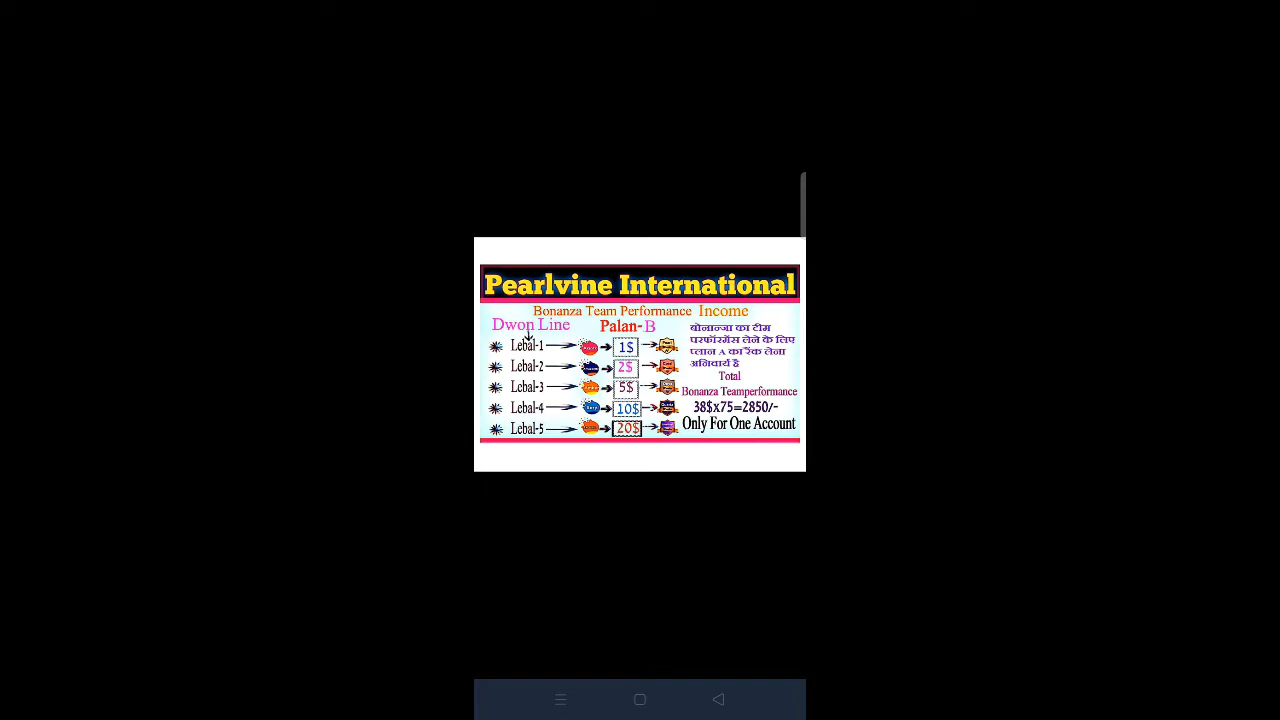 Pearlvine International
Bonanza Team Performance Income
Dwon Line
Palan-B
Lebal-1 1$
Lebal-2 2$
Lebal-3 5$
Lebal-4 10$
Lebal-5 20$
बोनान्जा का टीम
परफॉरमेंस लेने के लिए
प्लान A का रैंक लेना
अनिवार्य है
Total
Bonanza Teamperformance
38$x75=2850/-
Only For One Account